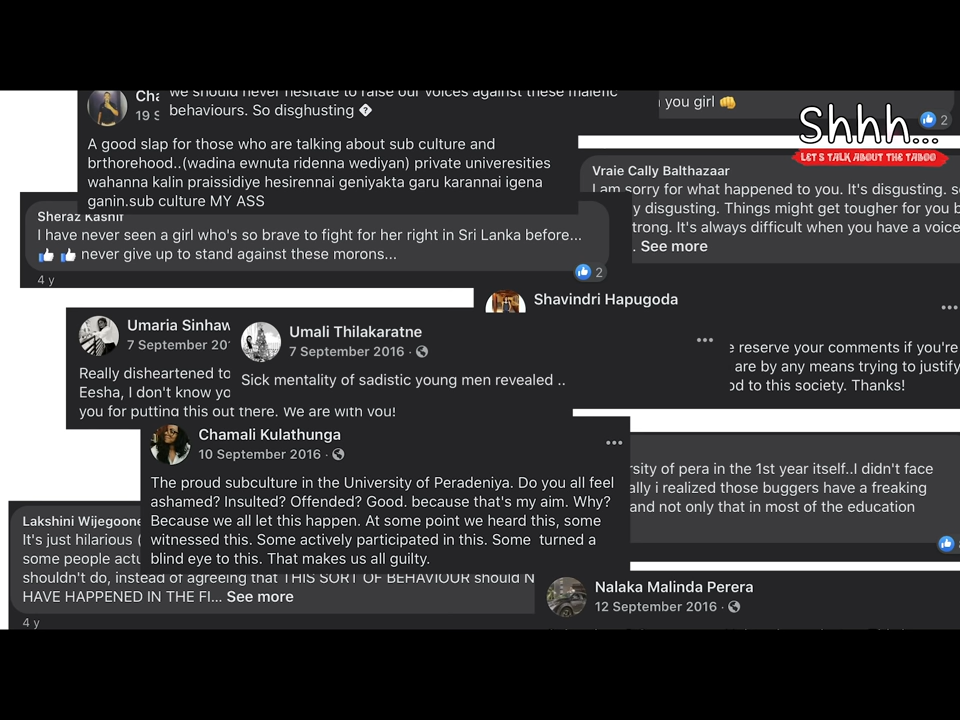 we should never hesitate to raise our voices against these malefic
behaviours. So disghusting �
A good slap for those who are talking about sub culture and
brthorehood..(wadina ewnuta ridenna wediyan) private univeresities
wahanna kalin praissidiye hesirennai geniyakta garu karannai igena
ganin.sub culture MY ASS
you girl 👊
2
Shhh...
LET'S TALK ABOUT THE TABOO
Vraie Cally Balthazaar
I am sorry for what happened to you. It's disgusting.
disgusting. Things might get tougher for you
It's always difficult when you have a voice
. See more
Sheraz Kashif
I have never seen a girl who's so brave to fight for her right in Sri Lanka before...
👍 👍 never give up to stand against these morons...
2
4 y
Shavindri Hapugoda
reserve your comments if you're
are by any means trying to justify
to this society. Thanks!
Umaria
7 September
Really disheartened to
Eesha, I don't know
you for putting this out there. We are with you!
Umali Thilakaratne
7 September 2016 ·
Sick mentality of sadistic young men revealed ..
Chamali Kulathunga
10 September 2016 ·
The proud subculture in the University of Peradeniya. Do you all feel
ashamed? Insulted? Offended? Good. because that's my aim. Why?
Because we all let this happen. At some point we heard this, some
witnessed this. Some actively participated in this. Some turned a
blind eye to this. That makes us all guilty.
of pera in the 1st year itself..I didn't face
i realized those buggers have a freaking
and not only that in most of the education
Lakshini
It's just hilarious (
some people
shouldn't do, instead of agreeing that THIS SORT OF BEHAVIOUR should
HAVE HAPPENED IN THE FI... See more
4 y
Nalaka Malinda Perera
12 September 2016 ·